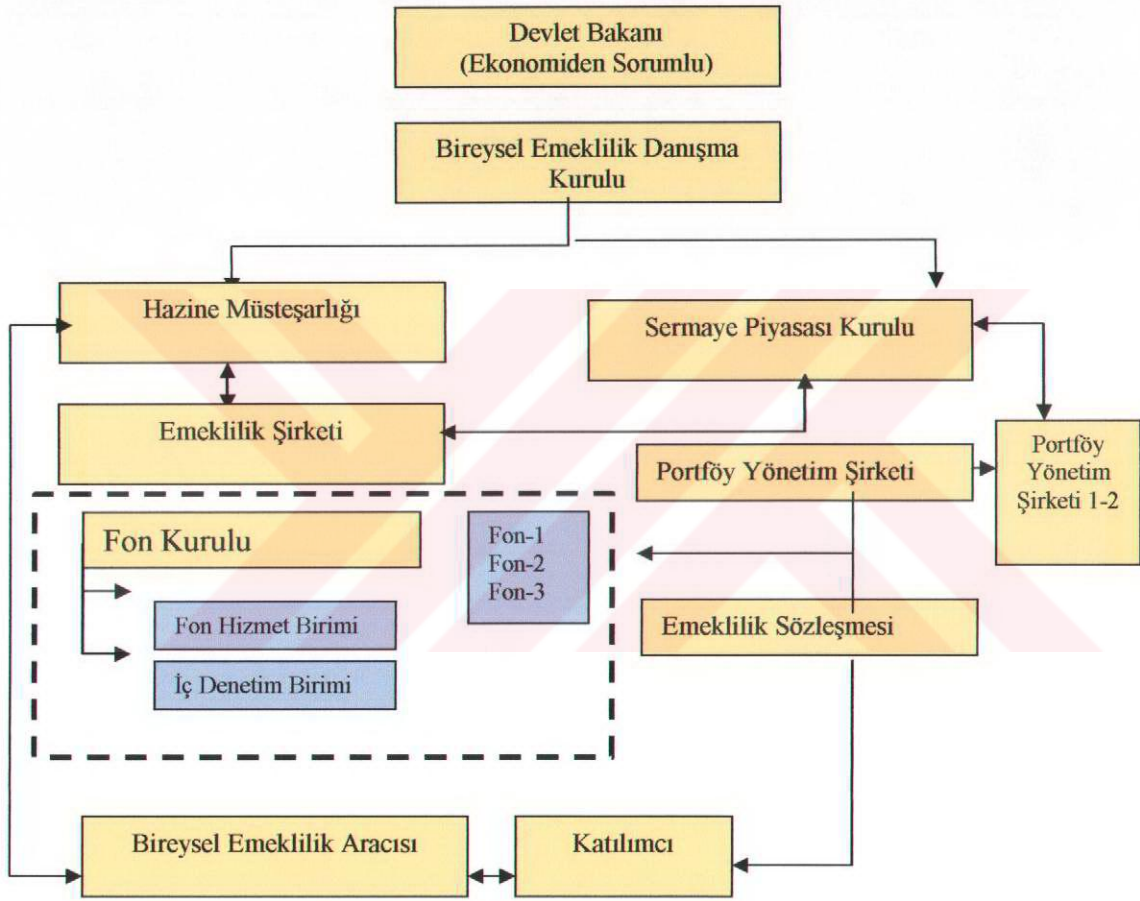 Devlet Bakanı
(Ekonomiden Sorumlu)
Bireysel Emeklilik Danışma
Kurulu
Hazine Müsteşarlığı
Sermaye Piyasası Kurulu
Emeklilik Şirketi
Portföy Yönetim Şirketi
Portföy
Yönetim
Şirketi 1-2
Fon Kurulu
Fon-1
Fon-2
Fon-3
Fon Hizmet Birimi
Emeklilik Sözleşmesi
İç Denetim Birimi
Bireysel Emeklilik Aracısı
Katılımcı